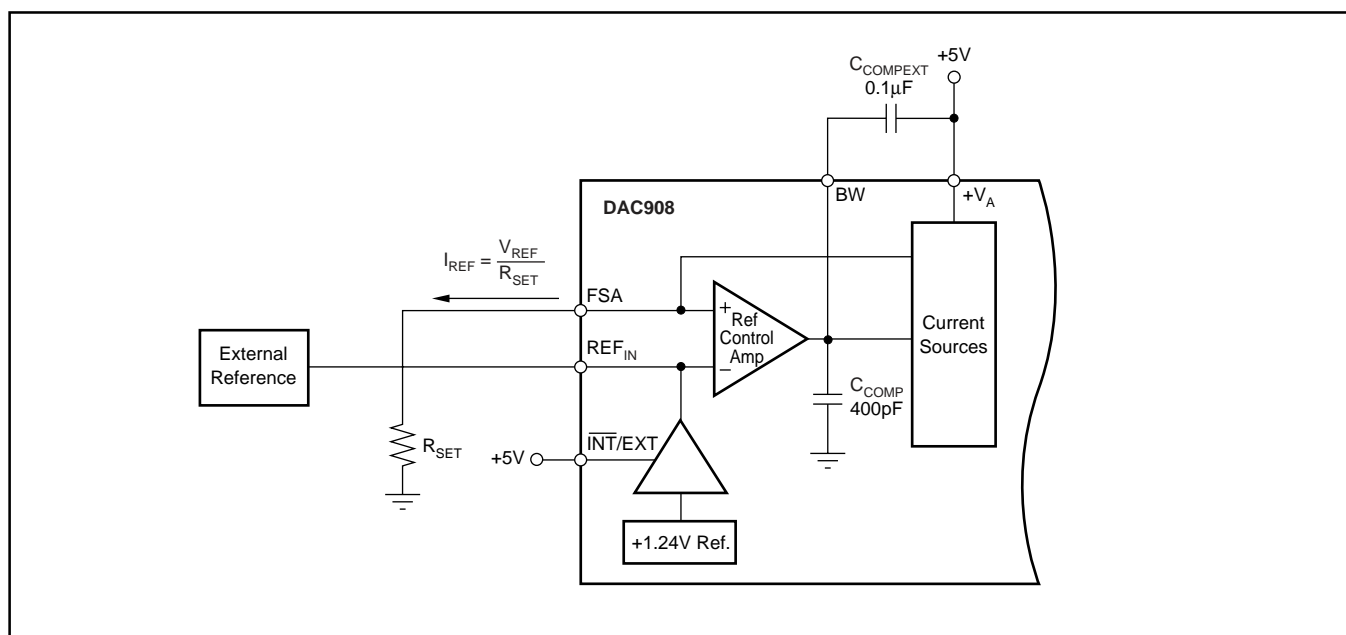 +5V
C_COMPEXT
0.1µF
BW
+V_A
DAC908
I_REF = V_REF / R_SET
FSA
+
Ref
Control
Amp
−
Current
Sources
External
Reference
REF_IN
C_COMP
400pF
R_SET
+5V
I̅N̅T̅/EXT
+1.24V Ref.